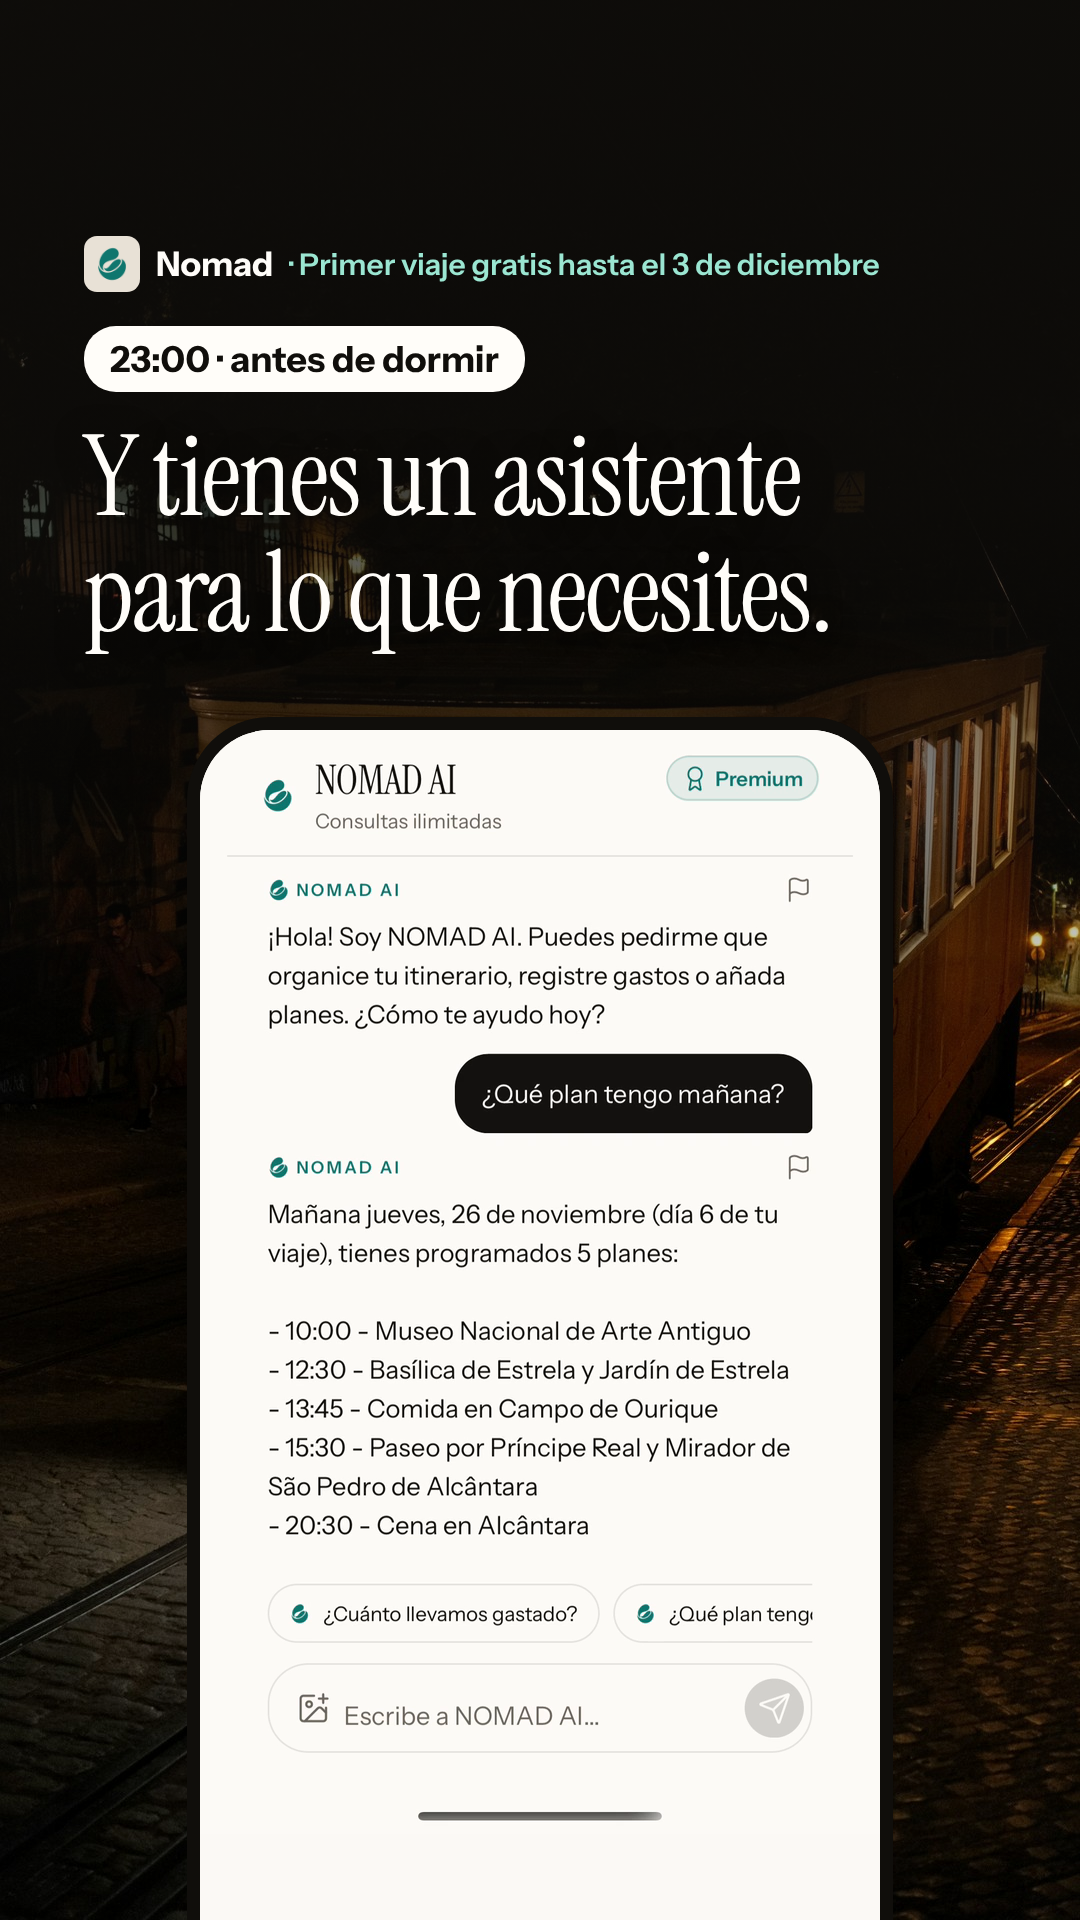 Nomad · Primer viaje gratis hasta el 3 de diciembre
23:00 · antes de dormir
Y tienes un asistente
para lo que necesites.
NOMAD AI
Premium
Consultas ilimitadas
NOMAD AI
¡Hola! Soy NOMAD AI. Puedes pedirme que
organice tu itinerario, registre gastos o añada
planes. ¿Cómo te ayudo hoy?
¿Qué plan tengo mañana?
NOMAD AI
Mañana jueves, 26 de noviembre (día 6 de tu
viaje), tienes programados 5 planes:
- 10:00 - Museo Nacional de Arte Antiguo
- 12:30 - Basílica de Estrela y Jardín de Estrela
- 13:45 - Comida en Campo de Ourique
- 15:30 - Paseo por Príncipe Real y Mirador de
São Pedro de Alcântara
- 20:30 - Cena en Alcântara
¿Cuánto llevamos gastado?
¿Qué plan tengo
Escribe a NOMAD AI...